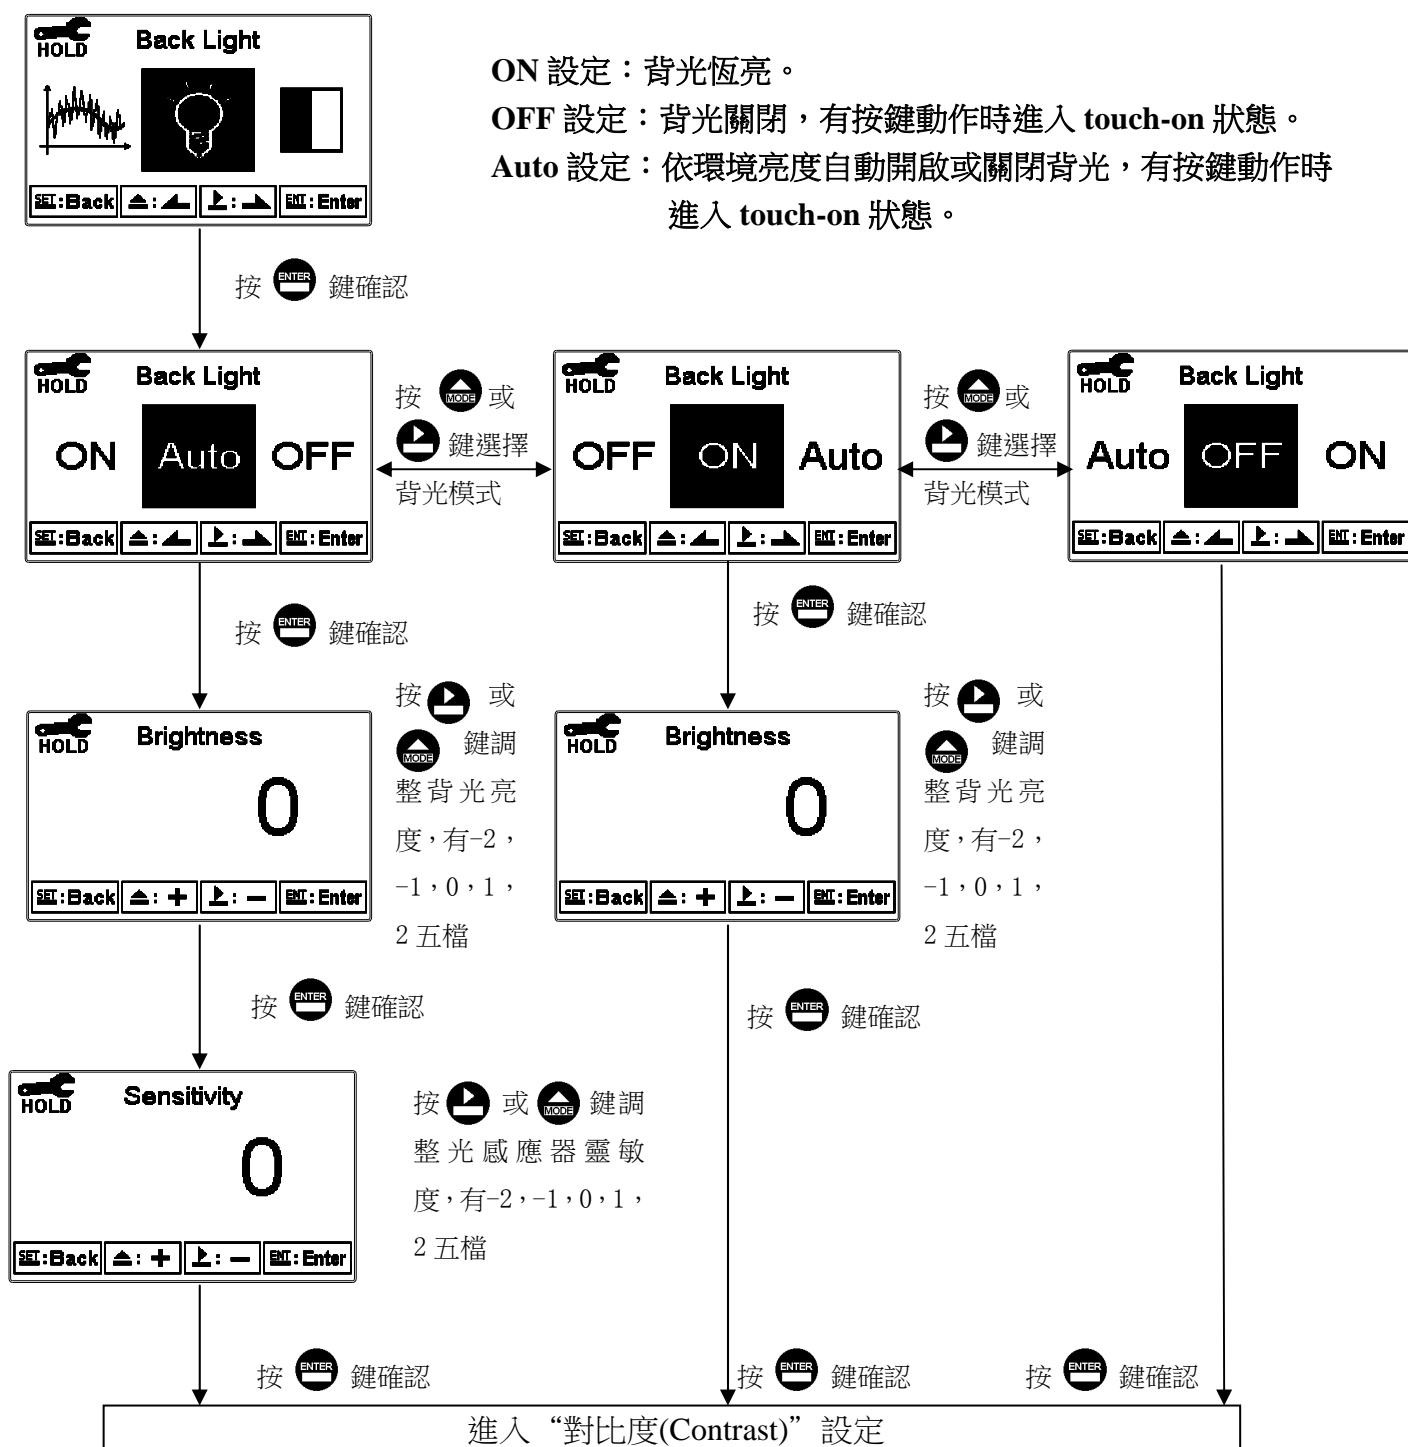 HOLD Back Light
SET:Back ENT:Enter
ON 設定：背光恆亮。
OFF 設定：背光關閉，有按鍵動作時進入 touch-on 狀態。
Auto 設定：依環境亮度自動開啟或關閉背光，有按鍵動作時
進入 touch-on 狀態。
按 ENTER 鍵確認
HOLD Back Light
ON Auto OFF
SET:Back ENT:Enter
按 MODE 或
鍵選擇
背光模式
HOLD Back Light
OFF ON Auto
SET:Back ENT:Enter
按 MODE 或
鍵選擇
背光模式
HOLD Back Light
Auto OFF ON
SET:Back ENT:Enter
按 ENTER 鍵確認
按 ENTER 鍵確認
HOLD Brightness
0
SET:Back : + : − ENT:Enter
按 或
MODE 鍵調
整背光亮
度，有-2，
-1，0，1，
2 五檔
HOLD Brightness
0
SET:Back : + : − ENT:Enter
按 或
MODE 鍵調
整背光亮
度，有-2，
-1，0，1，
2 五檔
按 ENTER 鍵確認
按 ENTER 鍵確認
HOLD Sensitivity
0
SET:Back : + : − ENT:Enter
按 或 MODE 鍵調
整光感應器靈敏
度，有-2，-1，0，1，
2 五檔
按 ENTER 鍵確認
按 ENTER 鍵確認
按 ENTER 鍵確認
進入“對比度(Contrast)”設定